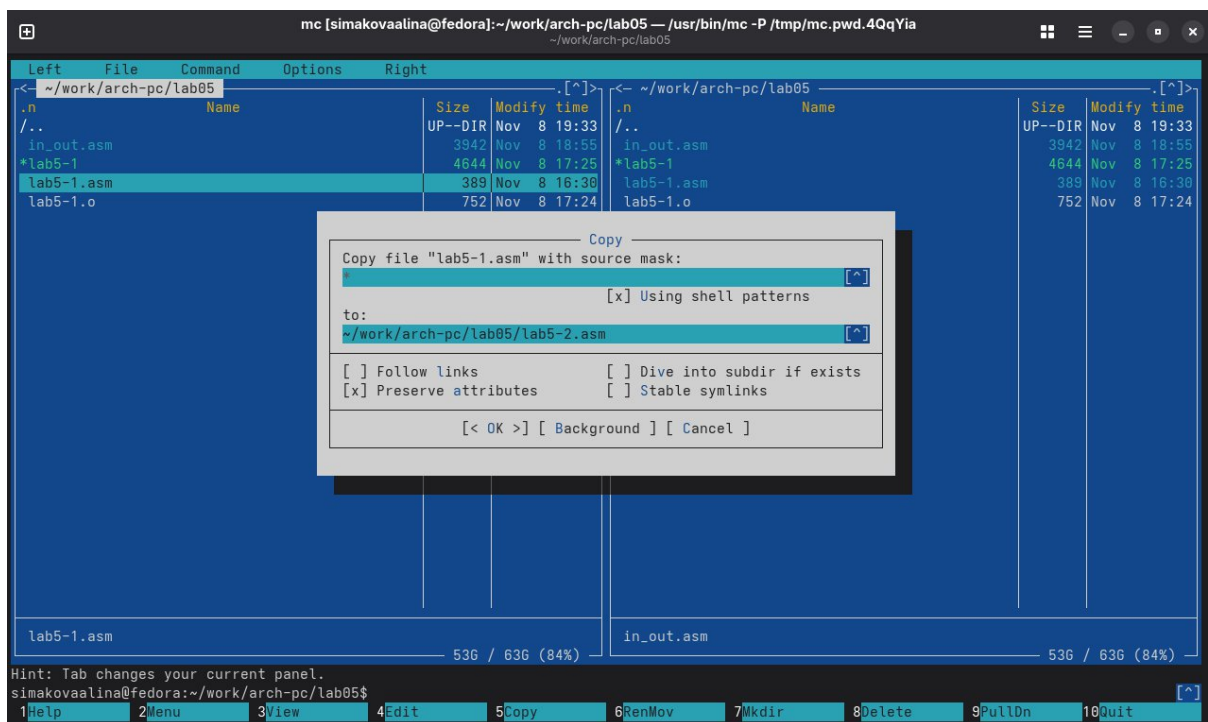 mc [simakovaalina@fedora]:~/work/arch-pc/lab05 — /usr/bin/mc -P /tmp/mc.pwd.4QqYia
~/work/arch-pc/lab05
Left File Command Options Right
<— ~/work/arch-pc/lab05 .[^]> <— ~/work/arch-pc/lab05 .[^]>
.n Name Size Modify time .n Name Size Modify time
/.. UP--DIR Nov 8 19:33 /.. UP--DIR Nov 8 19:33
in_out.asm 3942 Nov 8 18:55 in_out.asm 3942 Nov 8 18:55
*lab5-1 4644 Nov 8 17:25 *lab5-1 4644 Nov 8 17:25
lab5-1.asm 389 Nov 8 16:30 lab5-1.asm 389 Nov 8 16:30
lab5-1.o 752 Nov 8 17:24 lab5-1.o 752 Nov 8 17:24
Copy
Copy file "lab5-1.asm" with source mask:
* [^]
[x] Using shell patterns
to:
~/work/arch-pc/lab05/lab5-2.asm [^]
[ ] Follow links [ ] Dive into subdir if exists
[x] Preserve attributes [ ] Stable symlinks
[< OK >] [ Background ] [ Cancel ]
lab5-1.asm in_out.asm
53G / 63G (84%) 53G / 63G (84%)
Hint: Tab changes your current panel.
simakovaalina@fedora:~/work/arch-pc/lab05$ [^]
1Help 2Menu 3View 4Edit 5Copy 6RenMov 7Mkdir 8Delete 9PullDn 10Quit